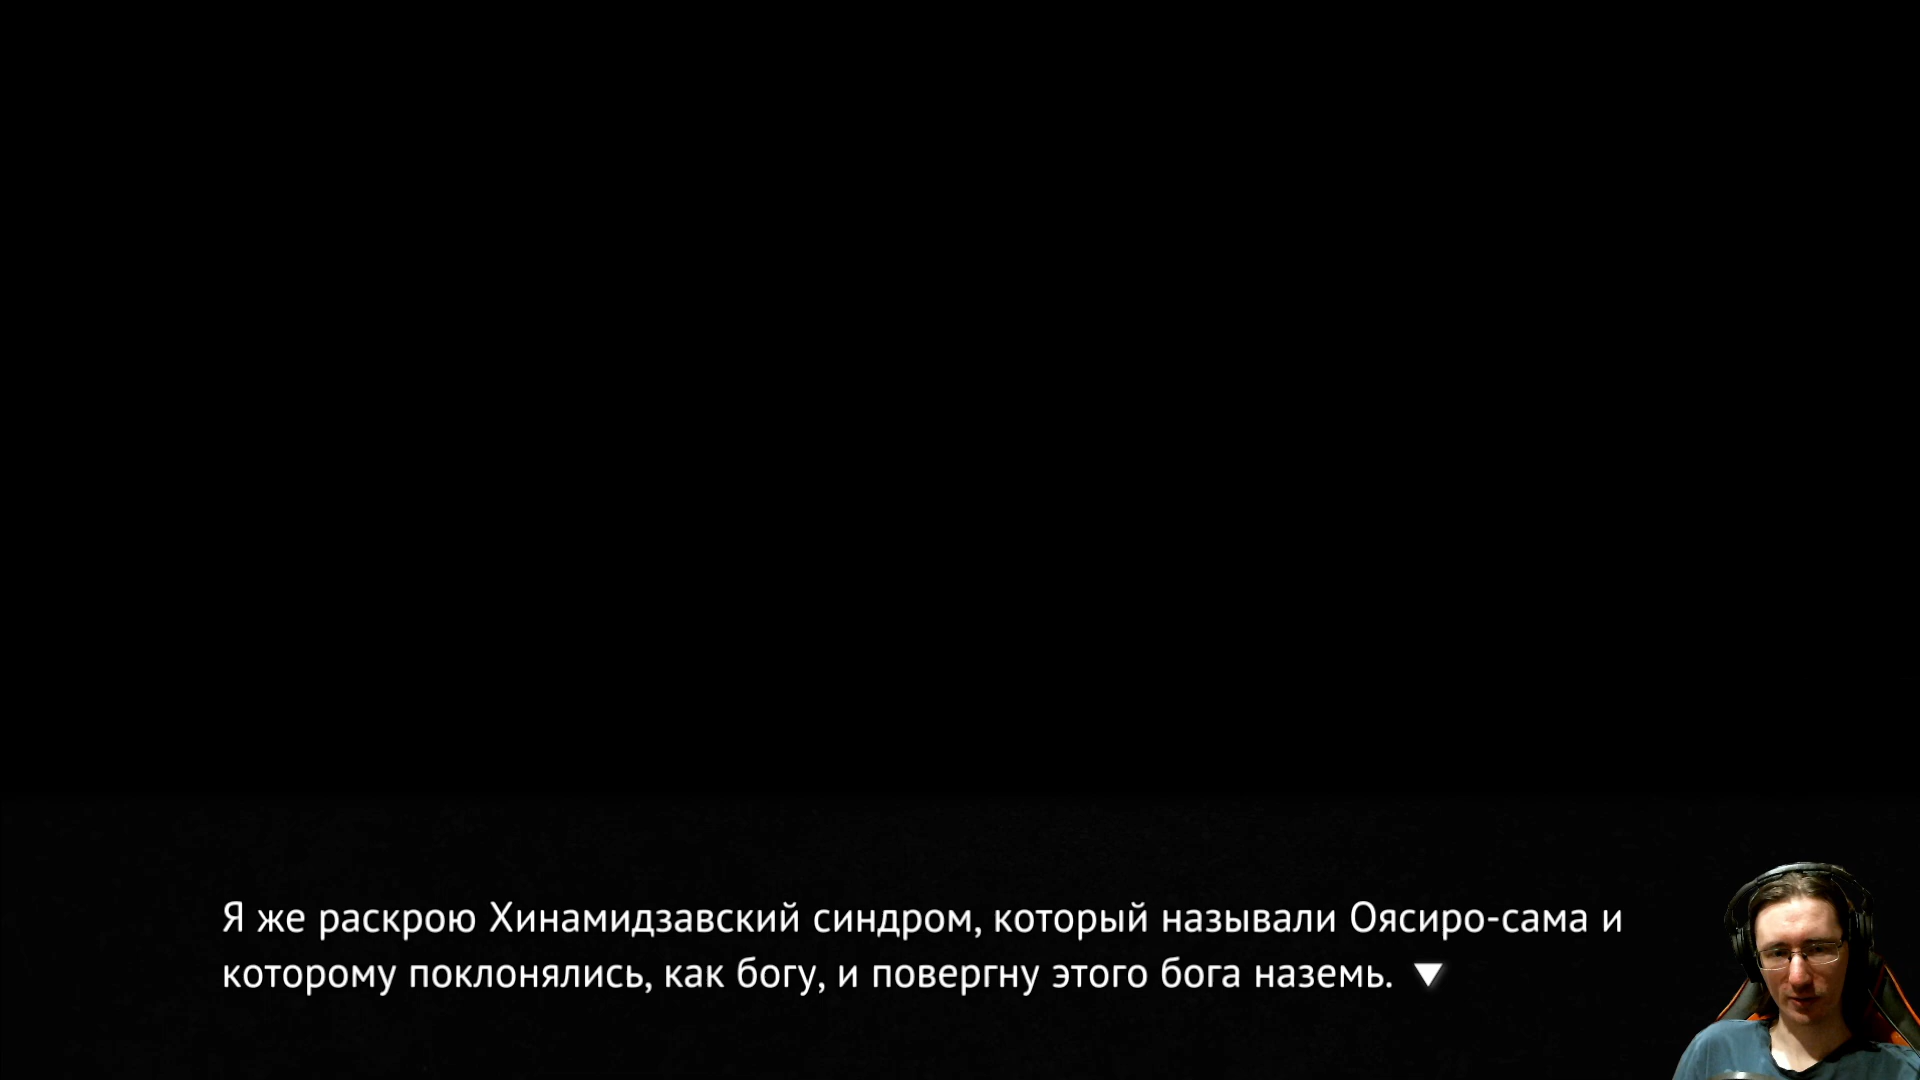 Я же раскрою Хинамидзавский синдром, который называли Оясиро-сама и
которому поклонялись, как богу, и повергну этого бога наземь.